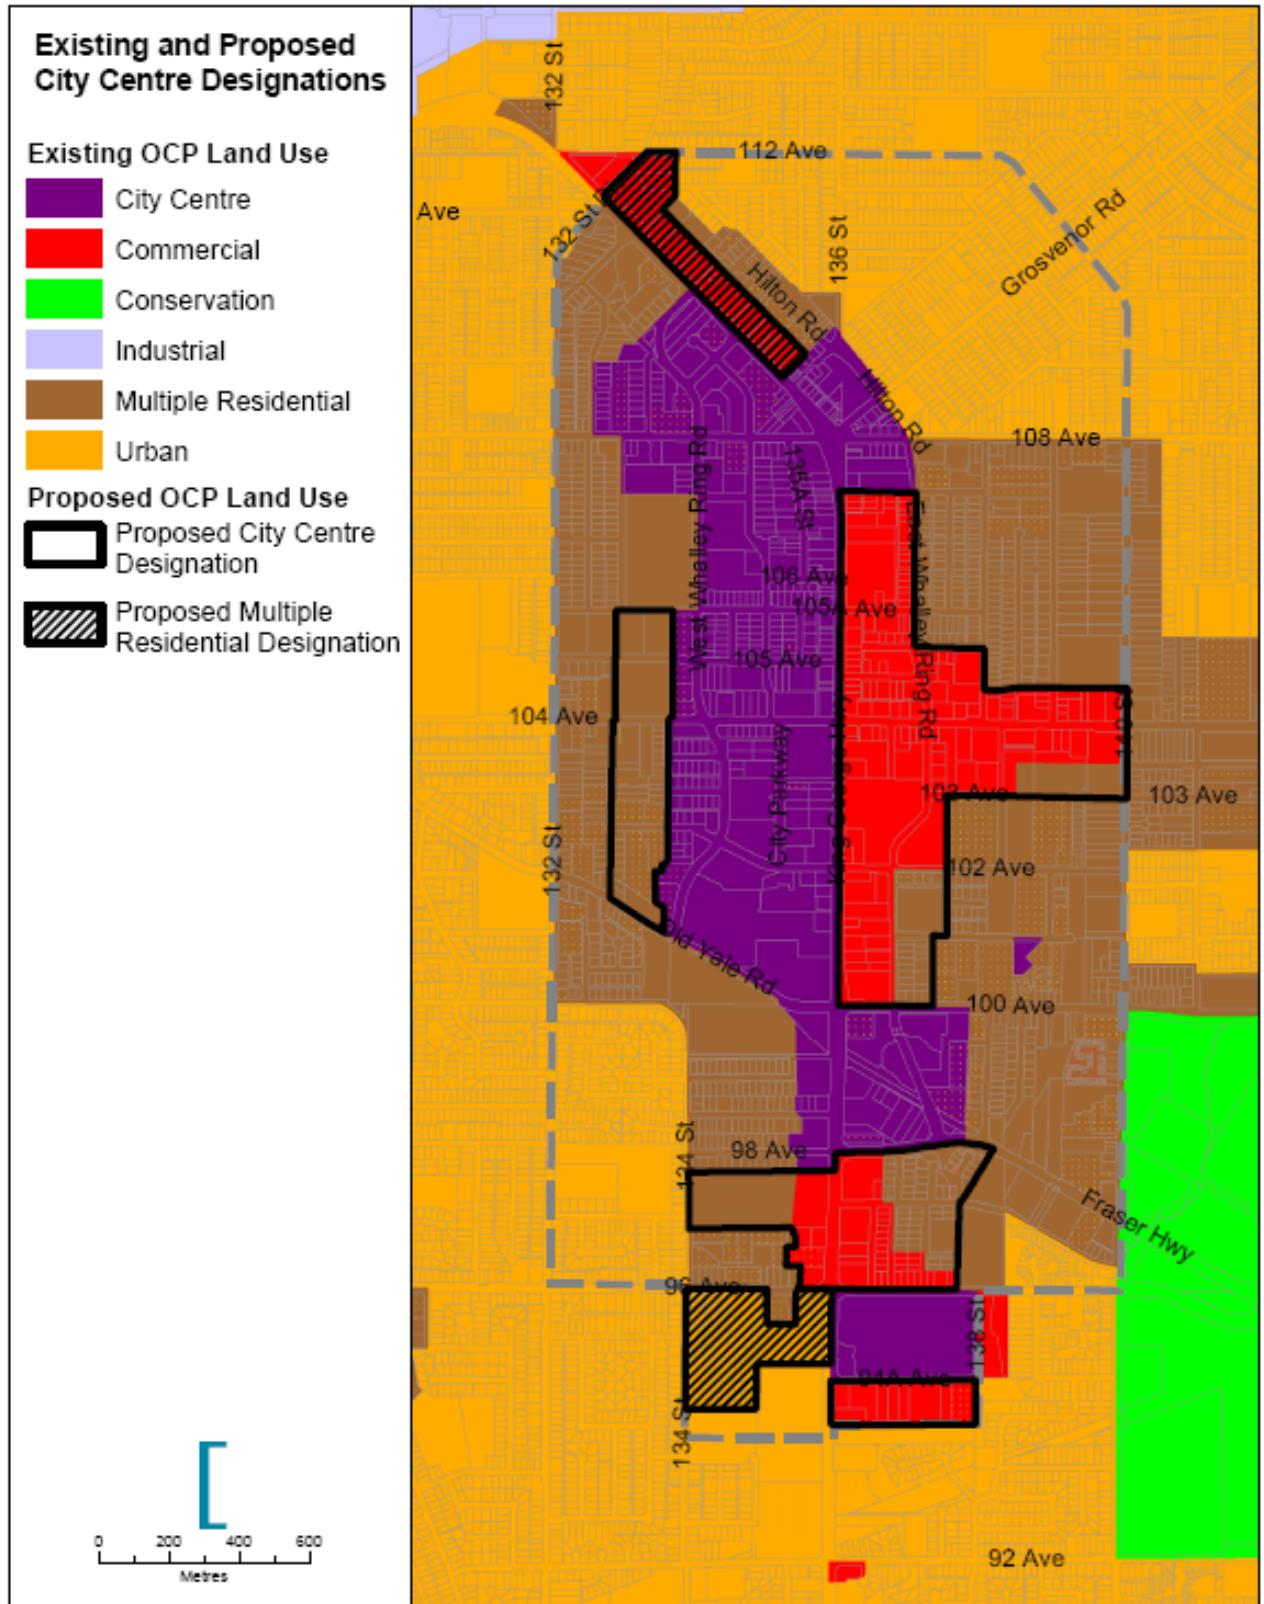 Existing and Proposed
City Centre Designations
Existing OCP Land Use
City Centre
Commercial
Conservation
Industrial
Multiple Residential
Urban
Proposed OCP Land Use
Proposed City Centre
Designation
Proposed Multiple
Residential Designation
0 200 400 600
Metres
132 St
112 Ave
Ave
132 St
136 St
Grosvenor Rd
Hilton Rd
Hilton Rd
108 Ave
West Whalley Ring Rd
135A St
East Whalley Ring Rd
106 Ave
105A Ave
105 Ave
104 Ave
City Parkway
King George Hwy
140 St
103 Ave
103 Ave
132 St
102 Ave
Old Yale Rd
100 Ave
134 St
98 Ave
Fraser Hwy
96 Ave
138 St
94A Ave
134 St
92 Ave